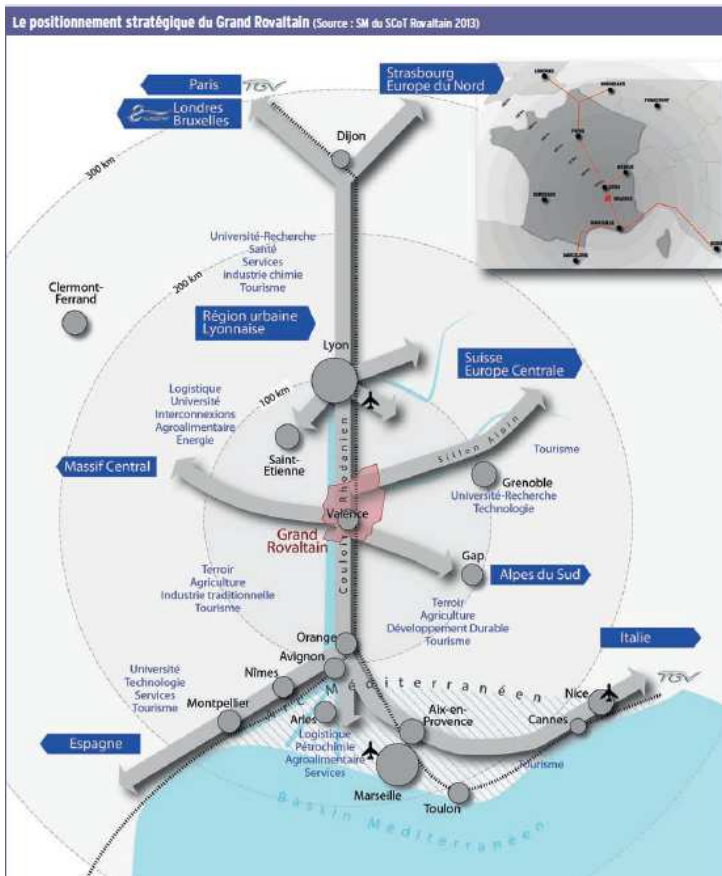 Le positionnement stratégique du Grand Rovaltain (Source : SM du SCoT Rovaltain 2013)
Paris
TGV
Londres
Bruxelles
Strasbourg
Europe du Nord
Dijon
300 km
Université-Recherche
Santé
Services
Industrie chimie
Tourisme
200 km
Clermont-
Ferrand
Région urbaine
Lyonnaise
Lyon
Suisse
Europe Centrale
Logistique
Université
Interconnexions
Agroalimentaire
Energie
100 km
Saint-
Etienne
Couloir Rhodanien
Sillon Alpin
Tourisme
Massif Central
Grenoble
Université-Recherche
Technologie
Valence
Grand
Rovaltain
Gap
Alpes du Sud
Terroir
Agriculture
Industrie traditionnelle
Tourisme
Terroir
Agriculture
Développement Durable
Tourisme
Orange
Avignon
Italie
Université
Technologie
Services
Tourisme
Nîmes
Montpellier
Arc Méditerranéen
Nice
TGV
Aix-en-
Provence
Cannes
Arles
Logistique
Pétrochimie
Agroalimentaire
Services
Espagne
Marseille
Toulon
Tourisme
Bassin Méditerranéen